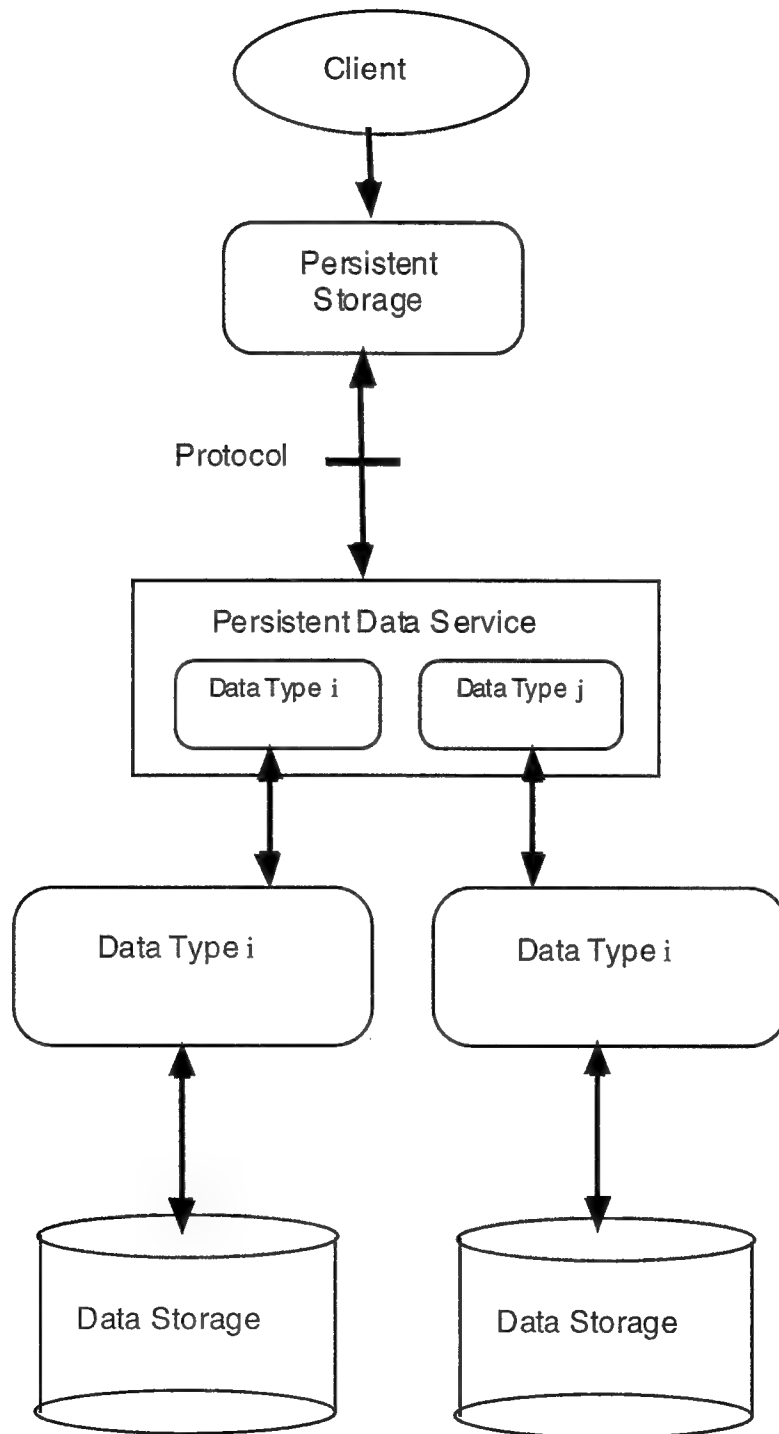 Client
Persistent
Storage
Protocol
Persistent Data Service
Data Type i
Data Type j
Data Type i
Data Type i
Data Storage
Data Storage